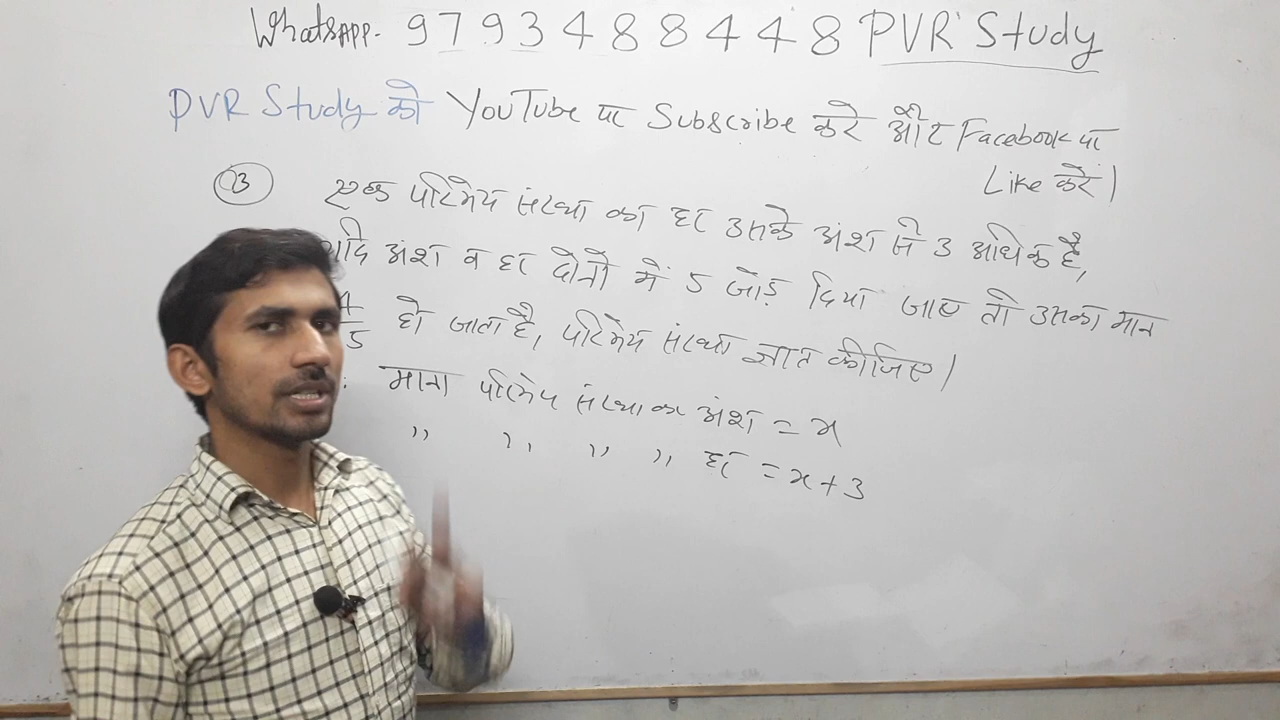 WhatsApp- 9793488448 PVR Study
PVR Study को YouTube पर Subscribe करे और Facebook पर
Like करे।
23 एक परिमेय संख्या का हर उसके अंश से 3 अधिक है,
यदि अंश व हर दोनों में 5 जोड़ दिया जाए तो उसका मान
4/5 हो जाता है, परिमेय संख्या ज्ञात कीजिए।
: माना परिमेय संख्या का अंश = x
,, ,, ,, ,, हर = x+3